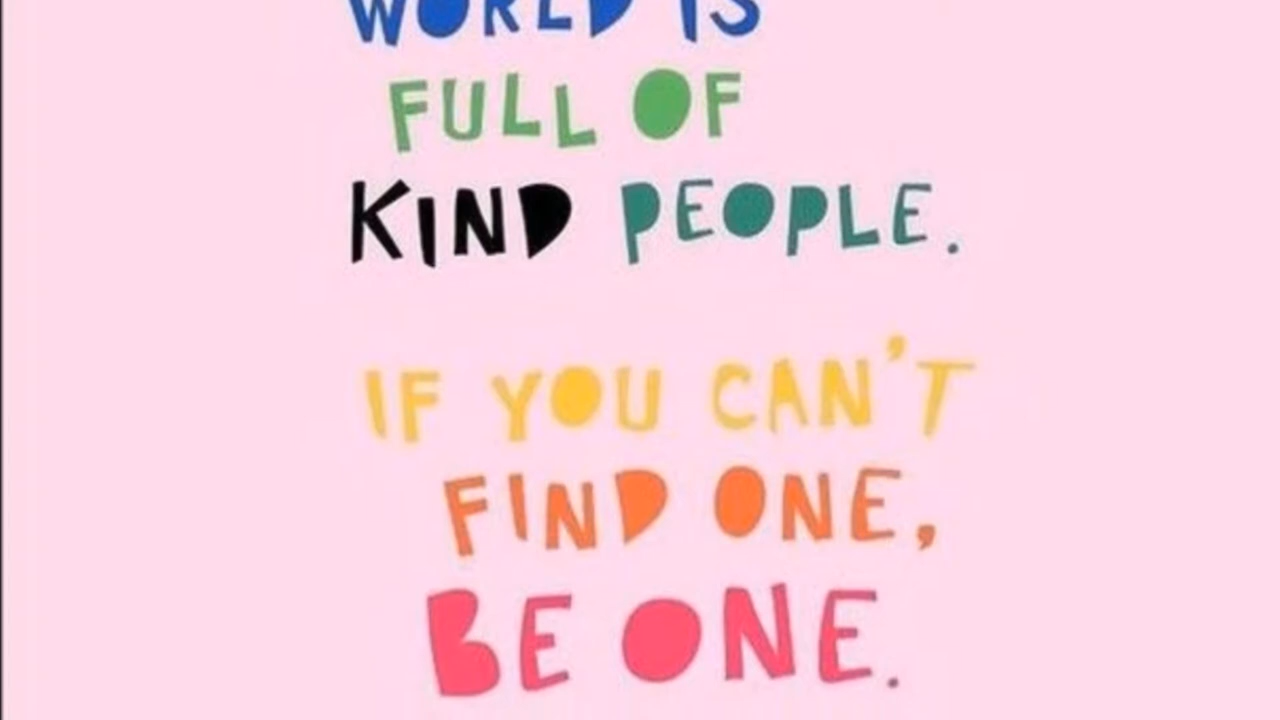 WORLD IS
FULL OF
KIND PEOPLE.
IF YOU CAN'T
FIND ONE,
BE ONE.